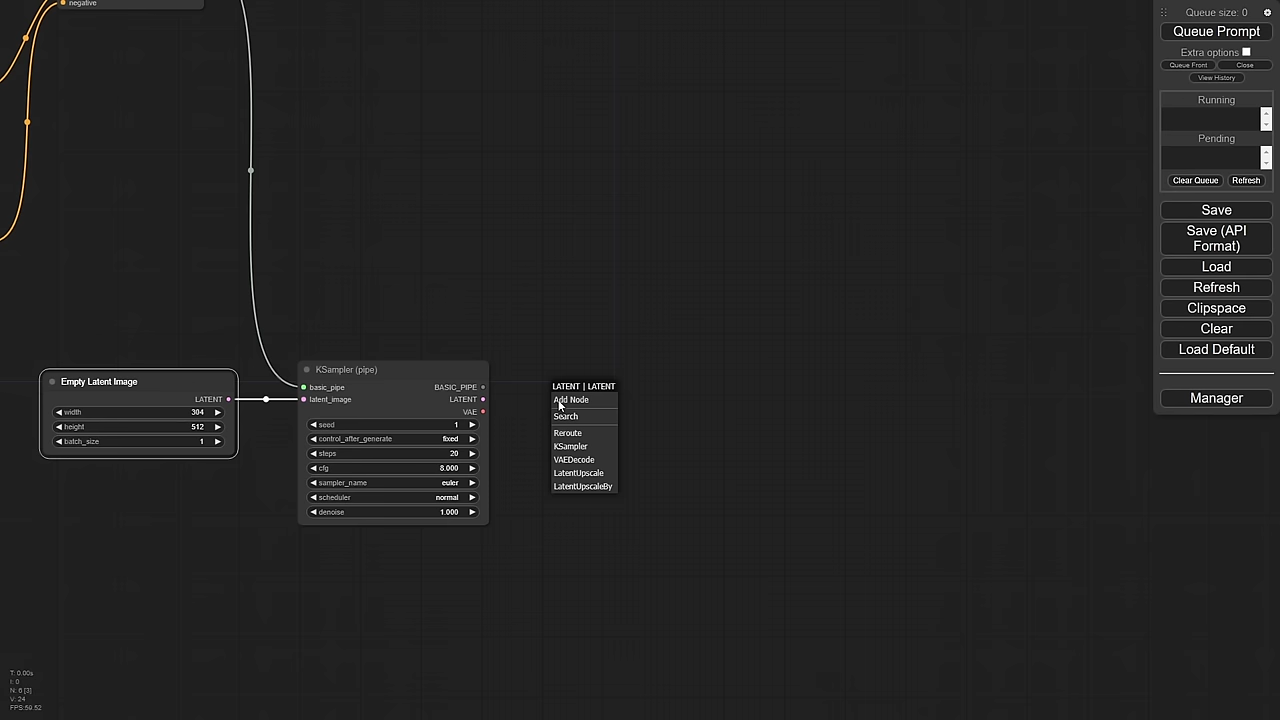 negative
Queue size: 0
Queue Prompt
Extra options
Queue Front
Close
View History
Running
Pending
Clear Queue
Refresh
Save
Save (API
Format)
Load
Refresh
Clipspace
Clear
Load Default
Manager
Empty Latent Image
LATENT
width 304
height 512
batch_size 1
KSampler (pipe)
basic_pipe BASIC_PIPE
latent_image LATENT
VAE
seed 1
control_after_generate fixed
steps 20
cfg 8.000
sampler_name euler
scheduler normal
denoise 1.000
LATENT | LATENT
Add Node
Search
Reroute
KSampler
VAEDecode
LatentUpscale
LatentUpscaleBy
T: 0.00s
I: 0
N: 6 [3]
V: 24
FPS:59.52